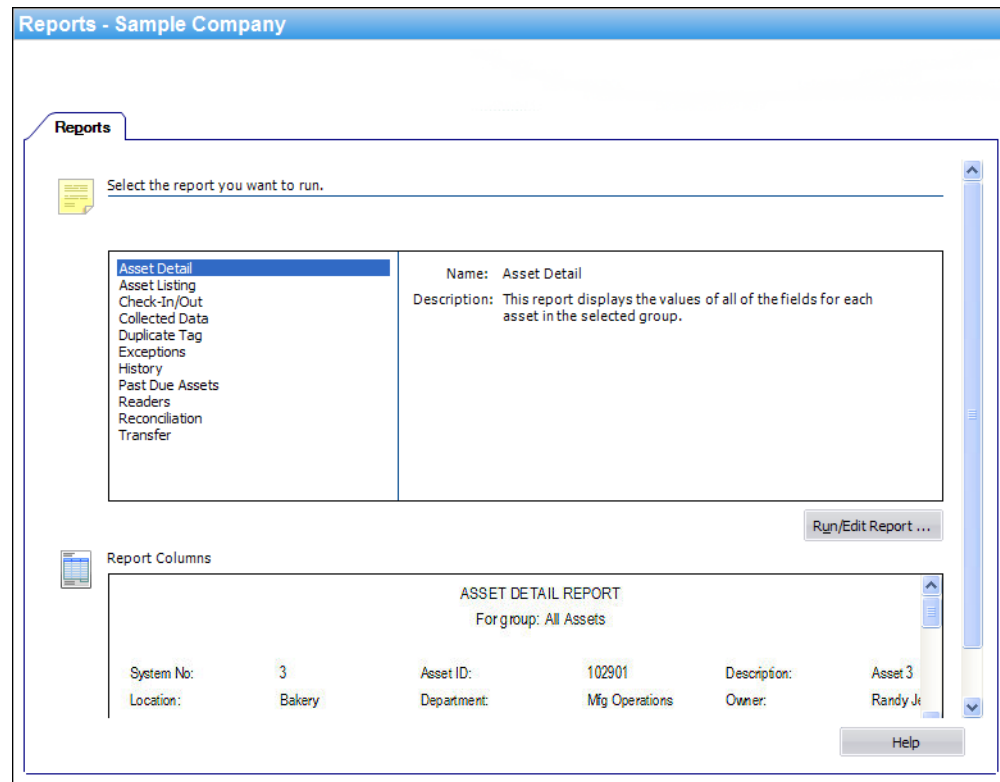 Reports - Sample Company
Reports
Select the report you want to run.
Asset Detail
Asset Listing
Check-In/Out
Collected Data
Duplicate Tag
Exceptions
History
Past Due Assets
Readers
Reconciliation
Transfer
Name: Asset Detail
Description: This report displays the values of all of the fields for each
asset in the selected group.
Run/Edit Report ...
Report Columns
ASSET DETAIL REPORT
For group: All Assets
System No: 3 Asset ID: 102901 Description: Asset 3
Location: Bakery Department: Mfg Operations Owner: Randy
Help